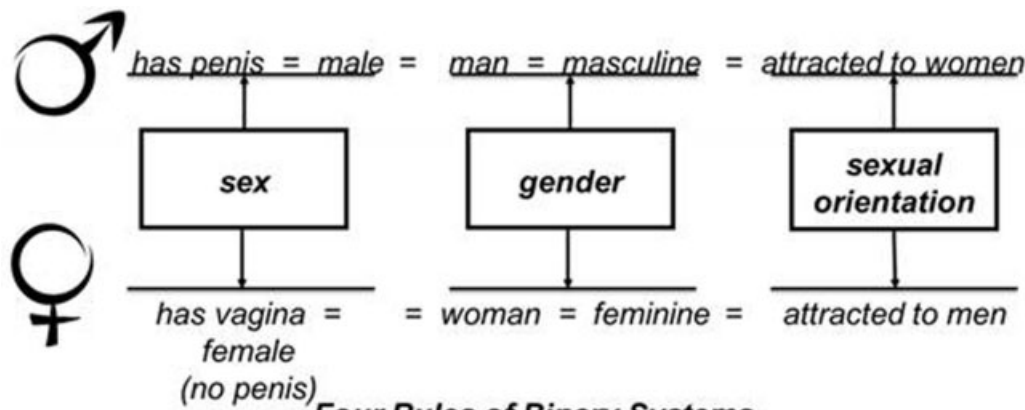 has penis = male = man = masculine = attracted to women
sex
gender
sexual
orientation
has vagina = = woman = feminine = attracted to men
female
(no penis)
Four Rules of Binary Systems